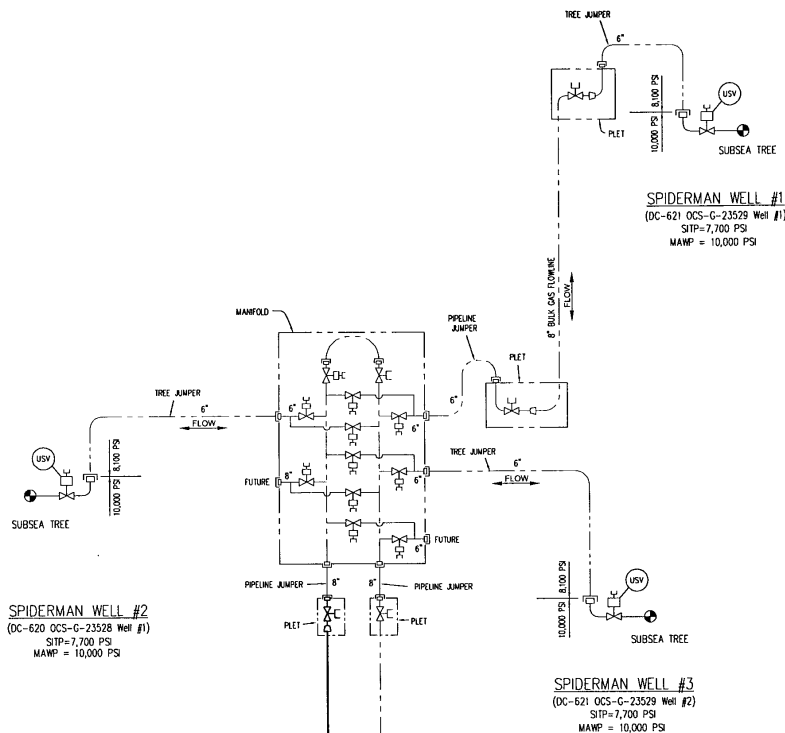 TREE JUMPER
6"
PLET
8,100 PSI
10,000 PSI
USV
SUBSEA TREE
SPIDERMAN WELL #1
(DC-621 OCS-G-23529 Well #1)
SITP=7,700 PSI
MAWP = 10,000 PSI
8" BULK GAS FLOWLINE
FLOW
MANIFOLD
PIPELINE
JUMPER
PLET
TREE JUMPER
6"
FLOW
6"
6"
6"
TREE JUMPER
6"
FLOW
6"
USV
8,100 PSI
10,000 PSI
SUBSEA TREE
FUTURE
8"
FUTURE
6"
PIPELINE JUMPER
8"
8"
PIPELINE JUMPER
PLET
PLET
SPIDERMAN WELL #2
(DC-620 OCS-G-23528 Well #1)
SITP=7,700 PSI
MAWP = 10,000 PSI
8,100 PSI
10,000 PSI
USV
SUBSEA TREE
SPIDERMAN WELL #3
(DC-621 OCS-G-23529 Well #2)
SITP=7,700 PSI
MAWP = 10,000 PSI